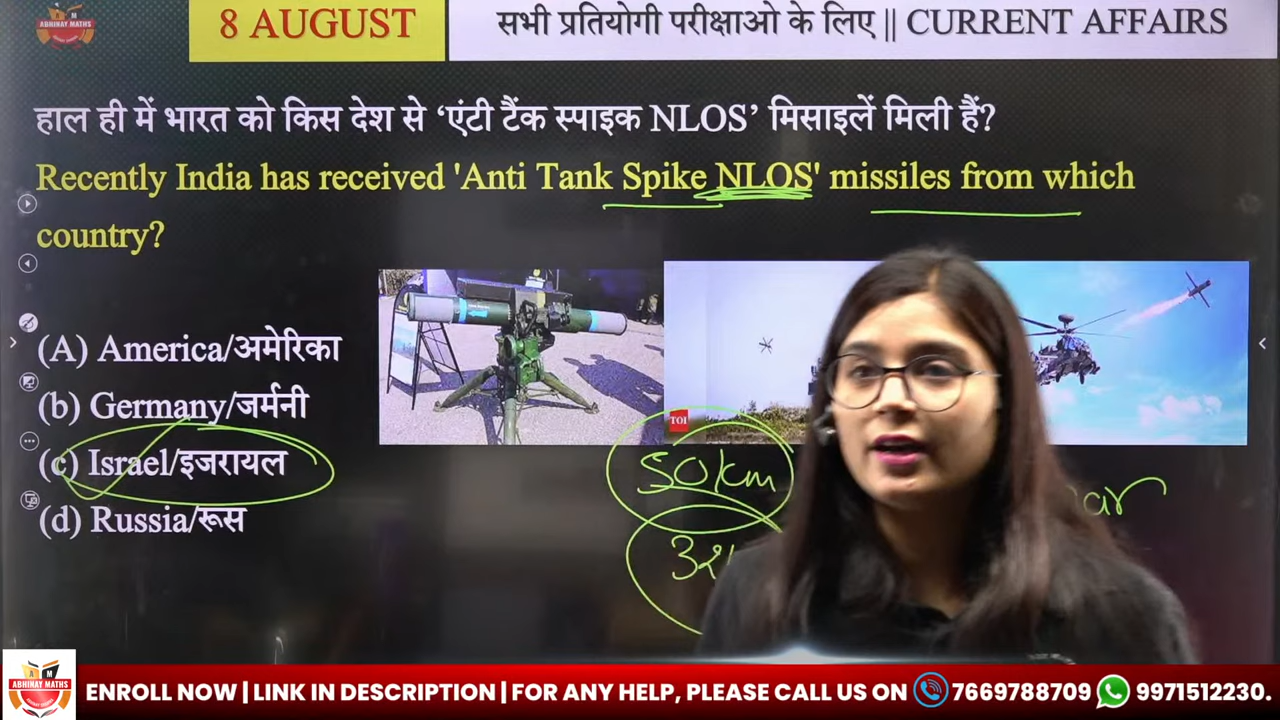 ABHINAY MATHS
8 AUGUST
सभी प्रतियोगी परीक्षाओ के लिए || CURRENT AFFAIRS
हाल ही में भारत को किस देश से ‘एंटी टैंक स्पाइक NLOS’ मिसाइलें मिली हैं?
Recently India has received 'Anti Tank Spike NLOS' missiles from which
country?
(A) America/अमेरिका
(b) Germany/जर्मनी
(c) Israel/इजरायल
(d) Russia/रूस
TOI
50km
A M
ABHINAY MATHS
ENROLL NOW | LINK IN DESCRIPTION | FOR ANY HELP, PLEASE CALL US ON 7669788709 9971512230.